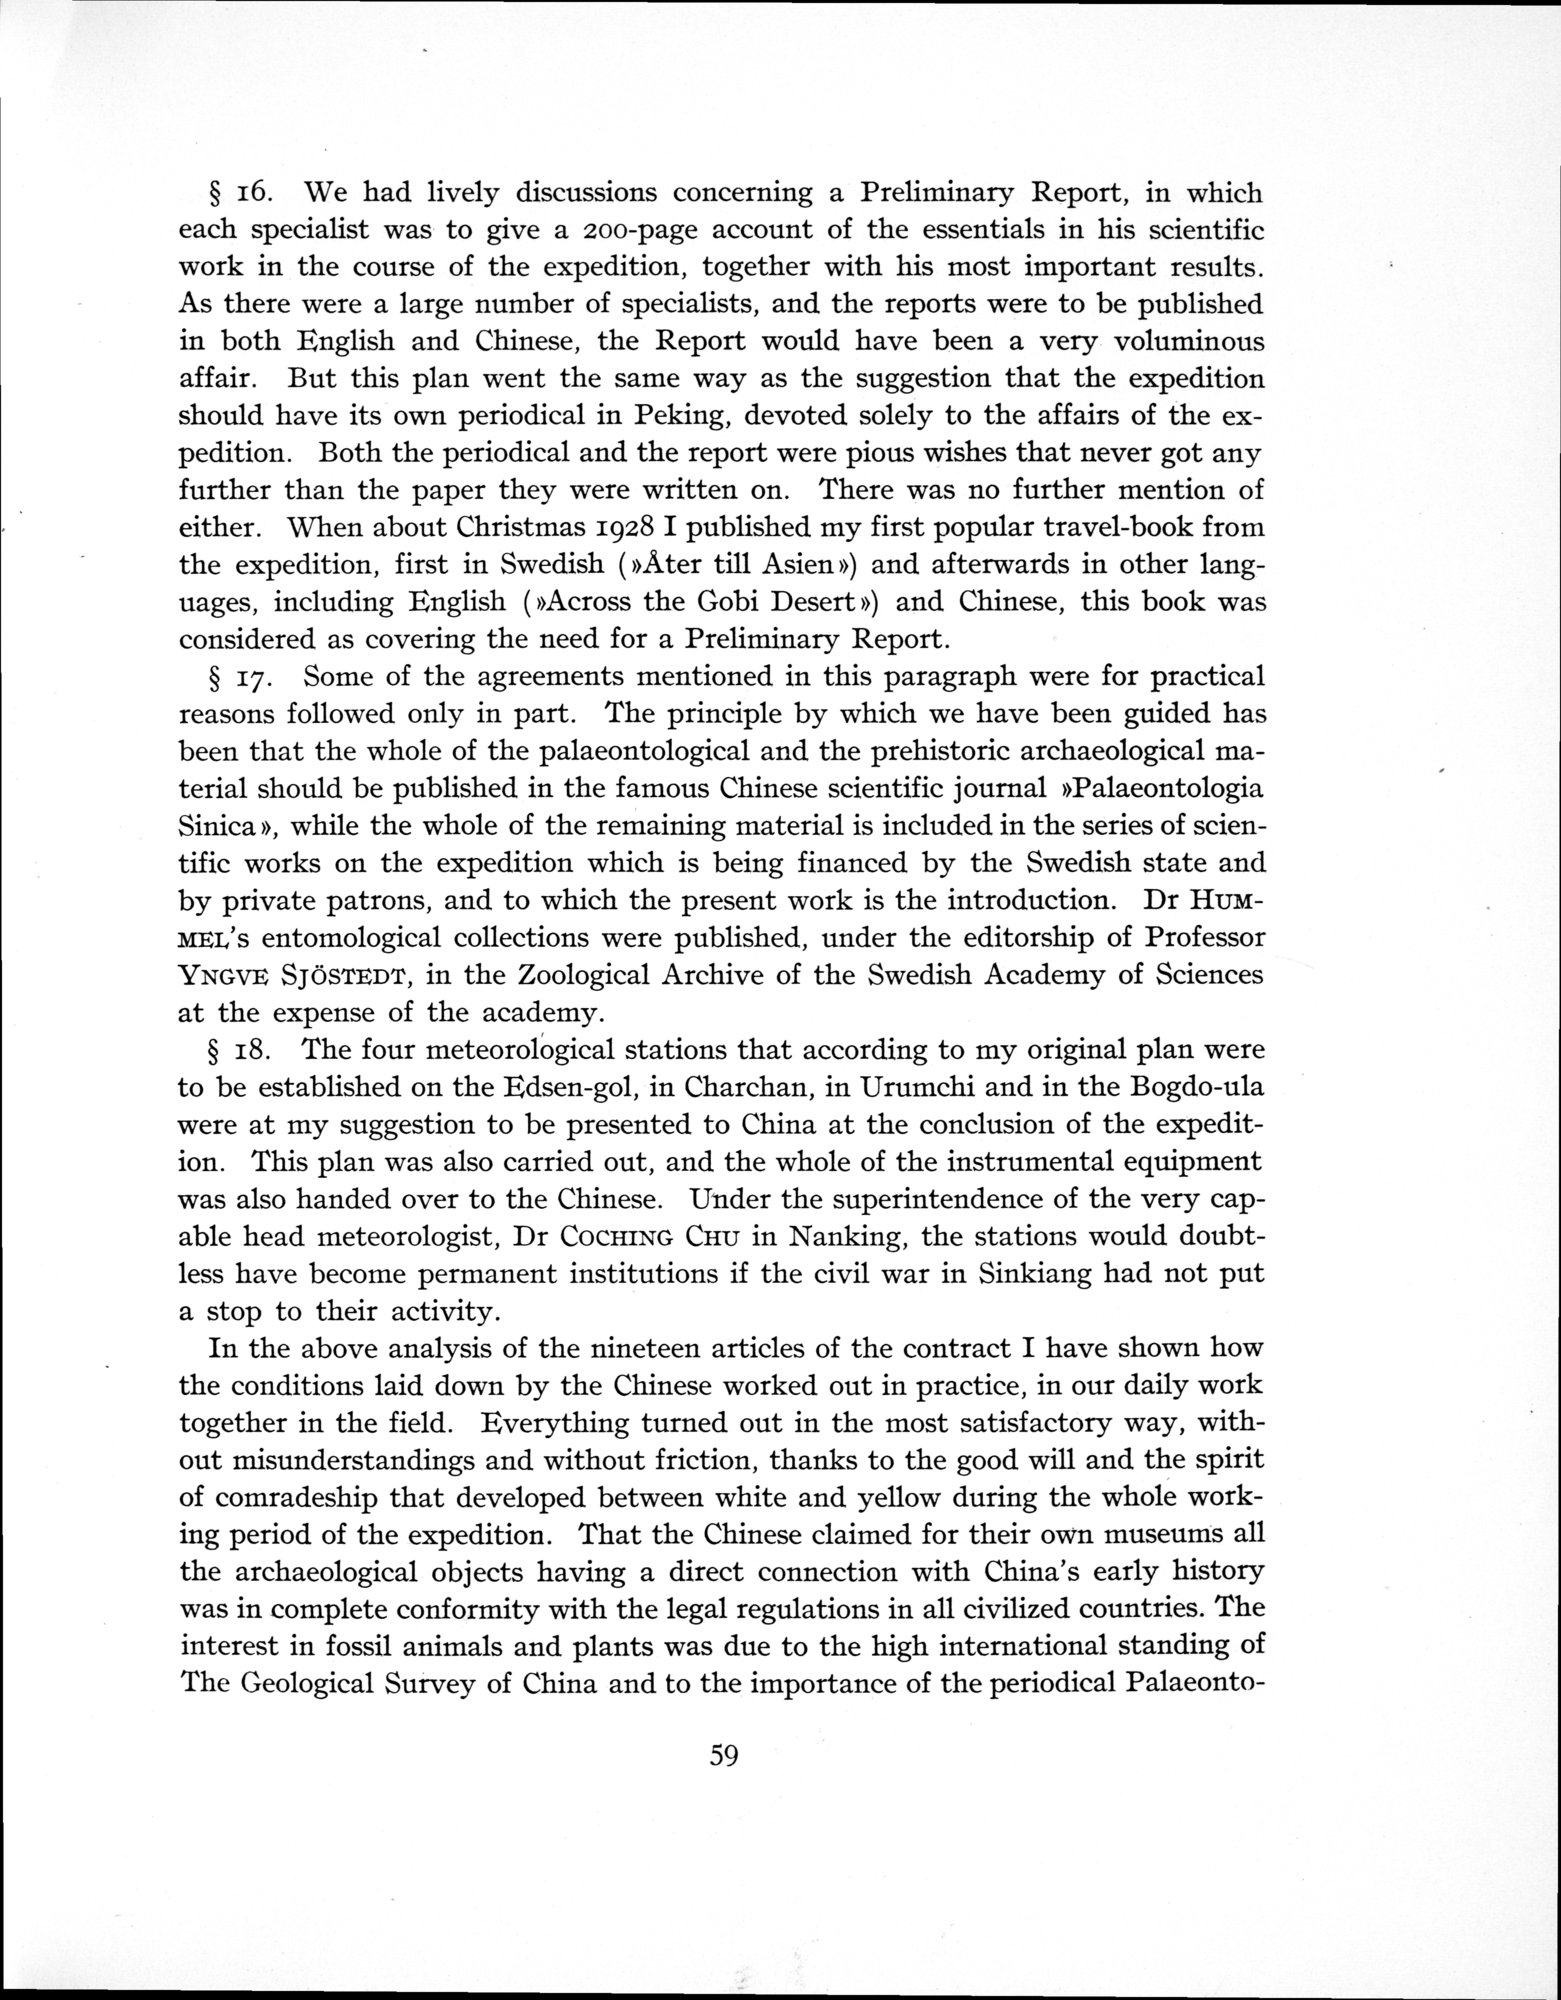 § 16. We had lively discussions concerning a Preliminary Report, in which
each specialist was to give a 200-page account of the essentials in his scientific
work in the course of the expedition, together with his most important results.
As there were a large number of specialists, and the reports were to be published
in both English and Chinese, the Report would have been a very voluminous
affair. But this plan went the same way as the suggestion that the expedition
should have its own periodical in Peking, devoted solely to the affairs of the ex-
pedition. Both the periodical and the report were pious wishes that never got any
further than the paper they were written on. There was no further mention of
either. When about Christmas 1928 I published my first popular travel-book from
the expedition, first in Swedish (»Åter till Asien») and afterwards in other lang-
uages, including English (»Across the Gobi Desert») and Chinese, this book was
considered as covering the need for a Preliminary Report.
§ 17. Some of the agreements mentioned in this paragraph were for practical
reasons followed only in part. The principle by which we have been guided has
been that the whole of the palaeontological and the prehistoric archaeological ma-
terial should be published in the famous Chinese scientific journal »Palaeontologia
Sinica», while the whole of the remaining material is included in the series of scien-
tific works on the expedition which is being financed by the Swedish state and
by private patrons, and to which the present work is the introduction. Dr HUM-
MEL's entomological collections were published, under the editorship of Professor
YNGVE SJÖSTEDT, in the Zoological Archive of the Swedish Academy of Sciences
at the expense of the academy.
§ 18. The four meteorological stations that according to my original plan were
to be established on the Edsen-gol, in Charchan, in Urumchi and in the Bogdo-ula
were at my suggestion to be presented to China at the conclusion of the expedit-
ion. This plan was also carried out, and the whole of the instrumental equipment
was also handed over to the Chinese. Under the superintendence of the very cap-
able head meteorologist, Dr COCHING CHU in Nanking, the stations would doubt-
less have become permanent institutions if the civil war in Sinkiang had not put
a stop to their activity.
In the above analysis of the nineteen articles of the contract I have shown how
the conditions laid down by the Chinese worked out in practice, in our daily work
together in the field. Everything turned out in the most satisfactory way, with-
out misunderstandings and without friction, thanks to the good will and the spirit
of comradeship that developed between white and yellow during the whole work-
ing period of the expedition. That the Chinese claimed for their own museums all
the archaeological objects having a direct connection with China's early history
was in complete conformity with the legal regulations in all civilized countries. The
interest in fossil animals and plants was due to the high international standing of
The Geological Survey of China and to the importance of the periodical Palaeonto-
59